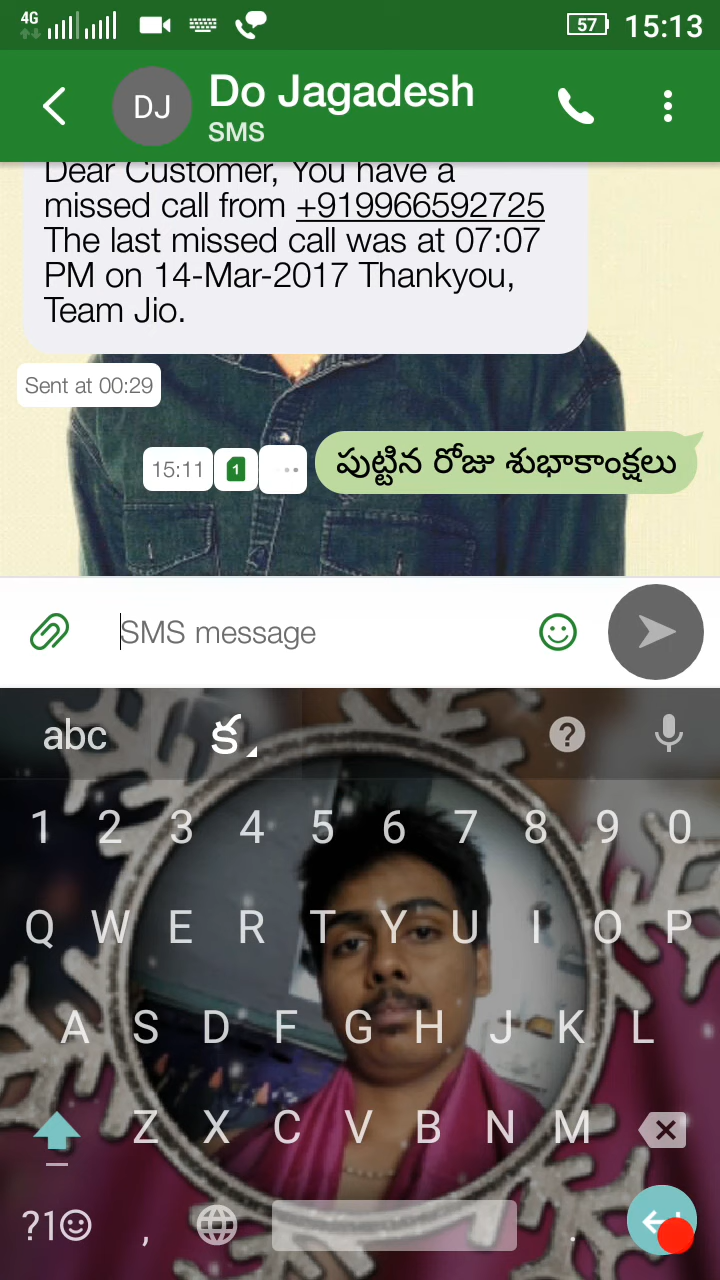 4G 57 15:13
DJ Do Jagadesh
SMS
Dear Customer, You have a
missed call from +919966592725
The last missed call was at 07:07
PM on 14-Mar-2017 Thankyou,
Team Jio.
Sent at 00:29
15:11 1 పుట్టిన రోజు శుభాకాంక్షలు
SMS message
abc క ?
1 2 3 4 5 6 7 8 9 0
Q W E R T Y U I O P
A S D F G H J K L
Z X C V B N M
?1☺ , .